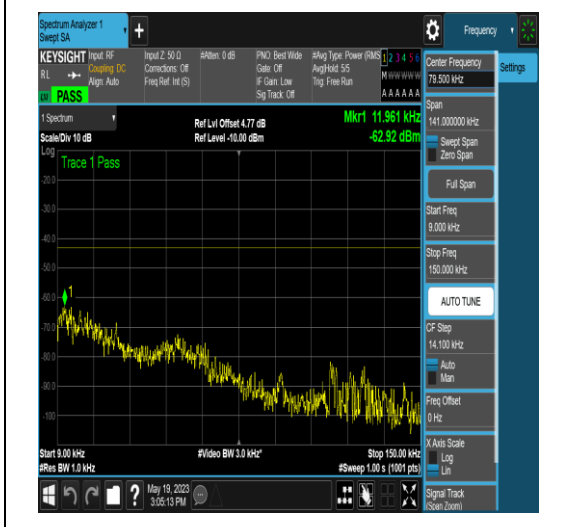 Spectrum Analyzer 1
Swept SA
+
Frequency
KEYSIGHT
RL
PASS
Input: RF
Coupling: DC
Align: Auto
Input Z: 50 Ω
Corrections: Off
Freq Ref: Int (S)
#Atten: 0 dB
PNO: Best Wide
Gate: Off
IF Gain: Low
Sig Track: Off
#Avg Type: Power (RMS)
Avg|Hold: 5/5
Trig: Free Run
1 2 3 4 5 6
M W W W W W
A A A A A A
1 Spectrum
Scale/Div 10 dB
Log
Ref Lvl Offset 4.77 dB
Ref Level -10.00 dBm
Mkr1 11.961 kHz
-62.92 dBm
Trace 1 Pass
-20.0
-30.0
-40.0
-50.0
-60.0
-70.0
-80.0
-90.0
-100
1
Start 9.00 kHz
#Res BW 1.0 kHz
#Video BW 3.0 kHz*
Stop 150.00 kHz
#Sweep 1.00 s (1001 pts)
May 19, 2023
3:05:13 PM
?
Center Frequency
79.500 kHz
Settings
Span
141.000000 kHz
Swept Span
Zero Span
Full Span
Start Freq
9.000 kHz
Stop Freq
150.000 kHz
AUTO TUNE
CF Step
14.100 kHz
Auto
Man
Freq Offset
0 Hz
X Axis Scale
Log
Lin
Signal Track
(Span Zoom)